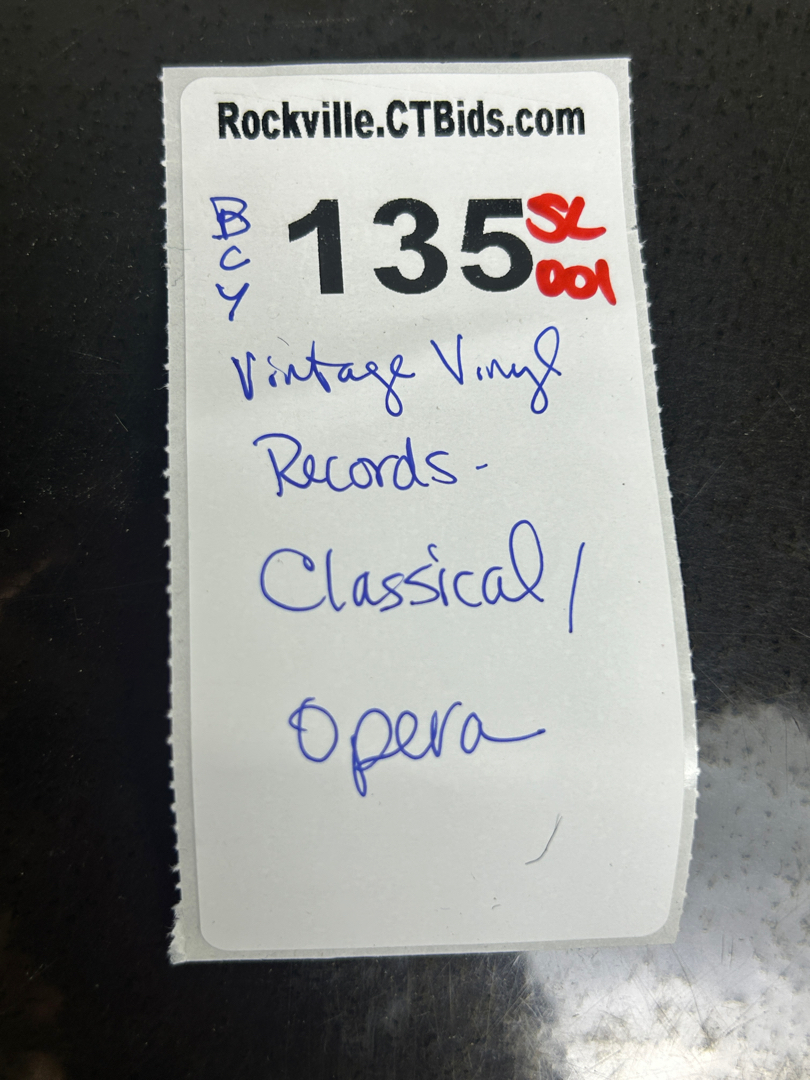 Rockville.CTBids.com
B
C
Y
135 SL
001
Vintage Vinyl
Records-
Classical/
Opera